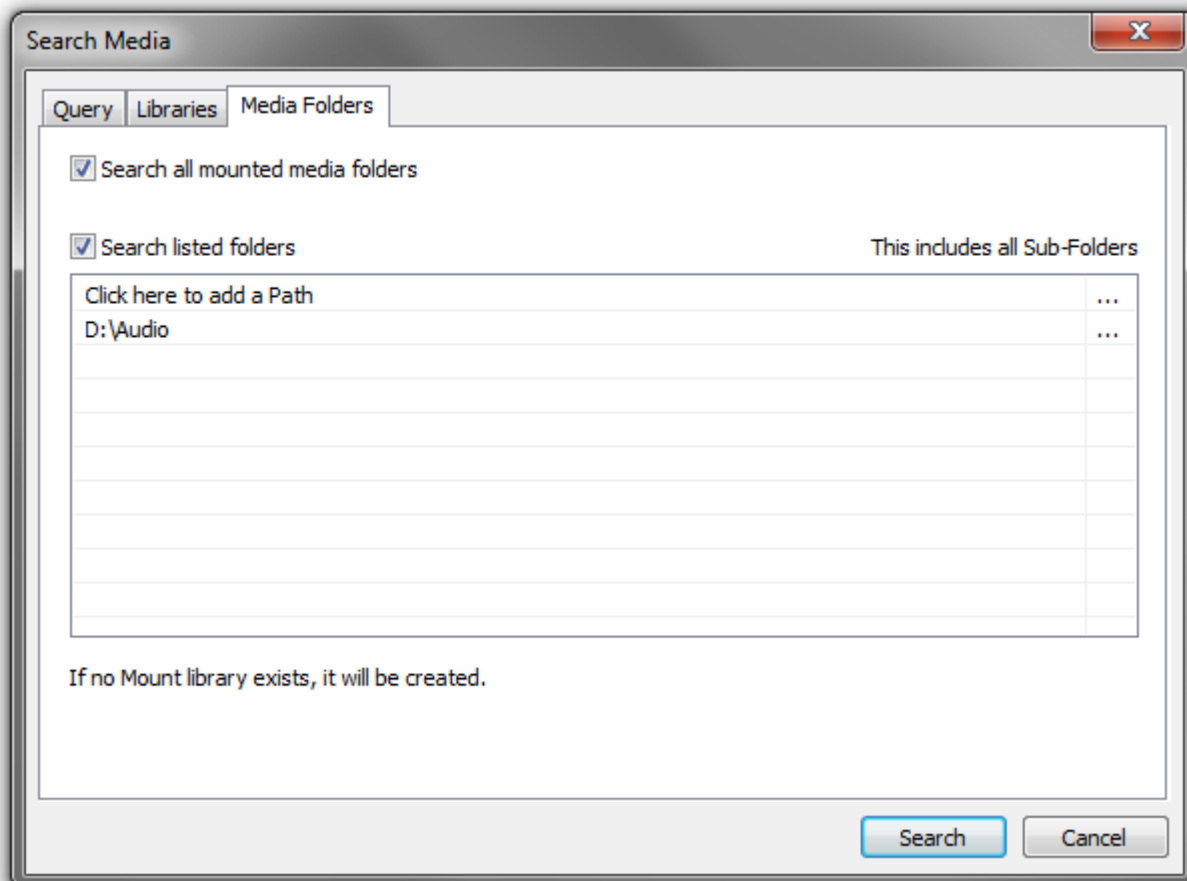 Search Media
Query Libraries Media Folders
Search all mounted media folders
Search listed folders This includes all Sub-Folders
Click here to add a Path ...
D:\Audio ...
If no Mount library exists, it will be created.
Search Cancel